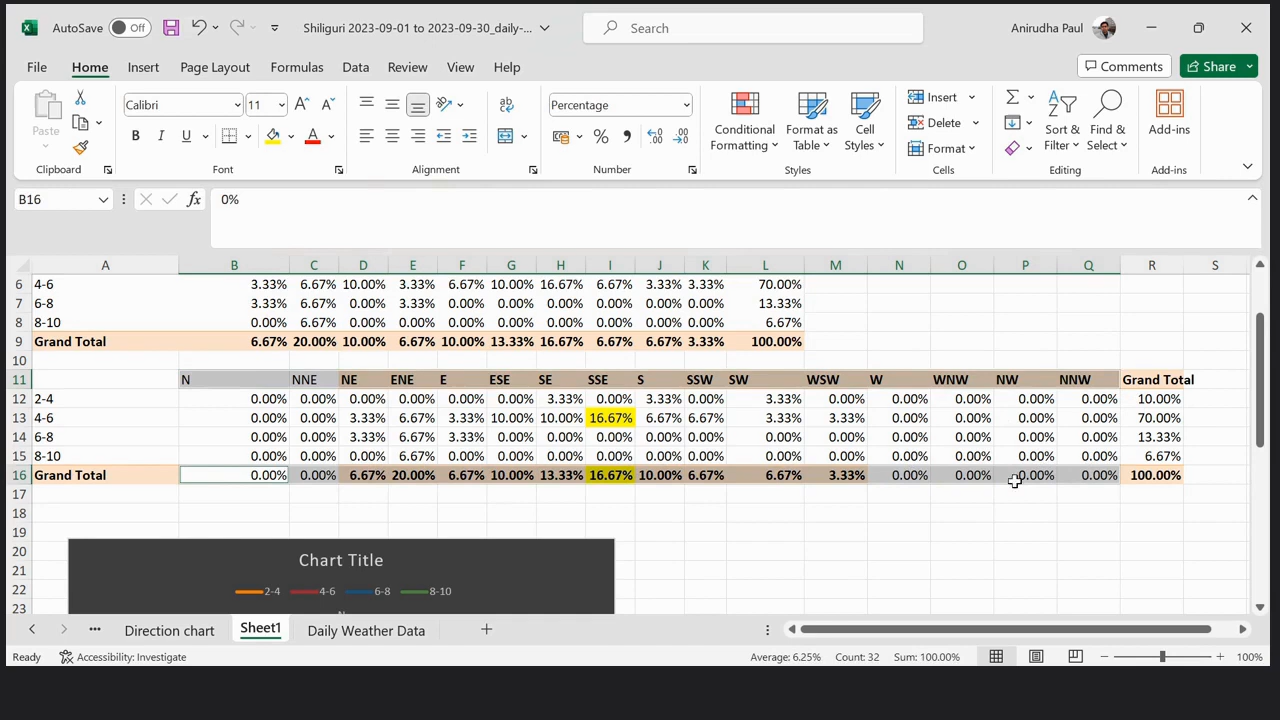 AutoSave Off Shiliguri 2023-09-01 to 2023-09-30_daily-... Search Anirudha Paul
File Home Insert Page Layout Formulas Data Review View Help Comments Share
Paste Calibri 11 Percentage Conditional Formatting Format as Table Cell Styles Insert Delete Format Sort & Filter Find & Select Add-ins
Clipboard Font Alignment Number Styles Cells Editing Add-ins
B16 fx 0%
A B C D E F G H I J K L M N O P Q R S
6 4-6 3.33% 6.67% 10.00% 3.33% 6.67% 10.00% 16.67% 6.67% 3.33% 3.33% 70.00%
7 6-8 3.33% 6.67% 0.00% 3.33% 0.00% 0.00% 0.00% 0.00% 0.00% 0.00% 13.33%
8 8-10 0.00% 6.67% 0.00% 0.00% 0.00% 0.00% 0.00% 0.00% 0.00% 0.00% 6.67%
9 Grand Total 6.67% 20.00% 10.00% 6.67% 10.00% 13.33% 16.67% 6.67% 6.67% 3.33% 100.00%
10
11 N NNE NE ENE E ESE SE SSE S SSW SW WSW W WNW NW NNW Grand Total
12 2-4 0.00% 0.00% 0.00% 0.00% 0.00% 0.00% 3.33% 0.00% 3.33% 0.00% 3.33% 0.00% 0.00% 0.00% 0.00% 0.00% 10.00%
13 4-6 0.00% 0.00% 3.33% 6.67% 3.33% 10.00% 10.00% 16.67% 6.67% 6.67% 3.33% 3.33% 0.00% 0.00% 0.00% 0.00% 70.00%
14 6-8 0.00% 0.00% 3.33% 6.67% 3.33% 0.00% 0.00% 0.00% 0.00% 0.00% 0.00% 0.00% 0.00% 0.00% 0.00% 0.00% 13.33%
15 8-10 0.00% 0.00% 0.00% 6.67% 0.00% 0.00% 0.00% 0.00% 0.00% 0.00% 0.00% 0.00% 0.00% 0.00% 0.00% 0.00% 6.67%
16 Grand Total 0.00% 0.00% 6.67% 20.00% 6.67% 10.00% 13.33% 16.67% 10.00% 6.67% 6.67% 3.33% 0.00% 0.00% 0.00% 0.00% 100.00%
17
18
19
20 Chart Title
21
22 2-4 4-6 6-8 8-10
23
... Direction chart Sheet1 Daily Weather Data
Ready Accessibility: Investigate Average: 6.25% Count: 32 Sum: 100.00% 100%